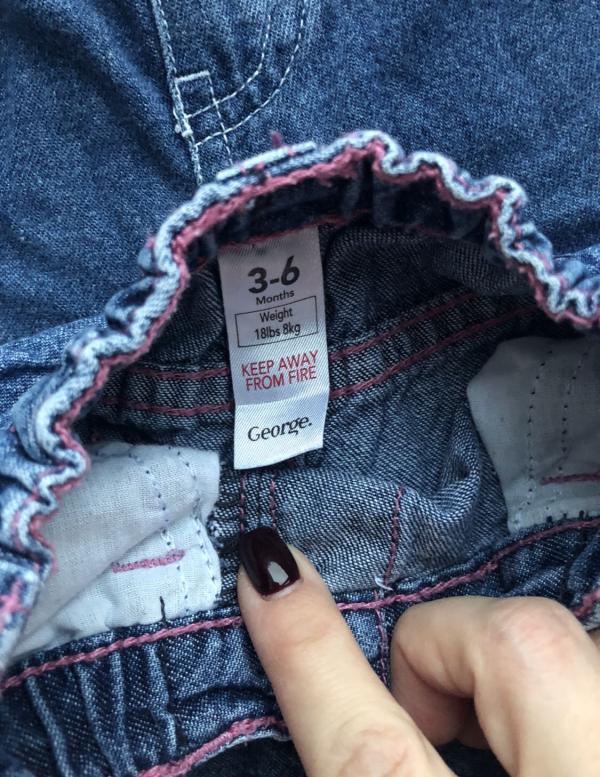 3-6
Months
Weight
18lbs 8kg
KEEP AWAY
FROM FIRE
George.